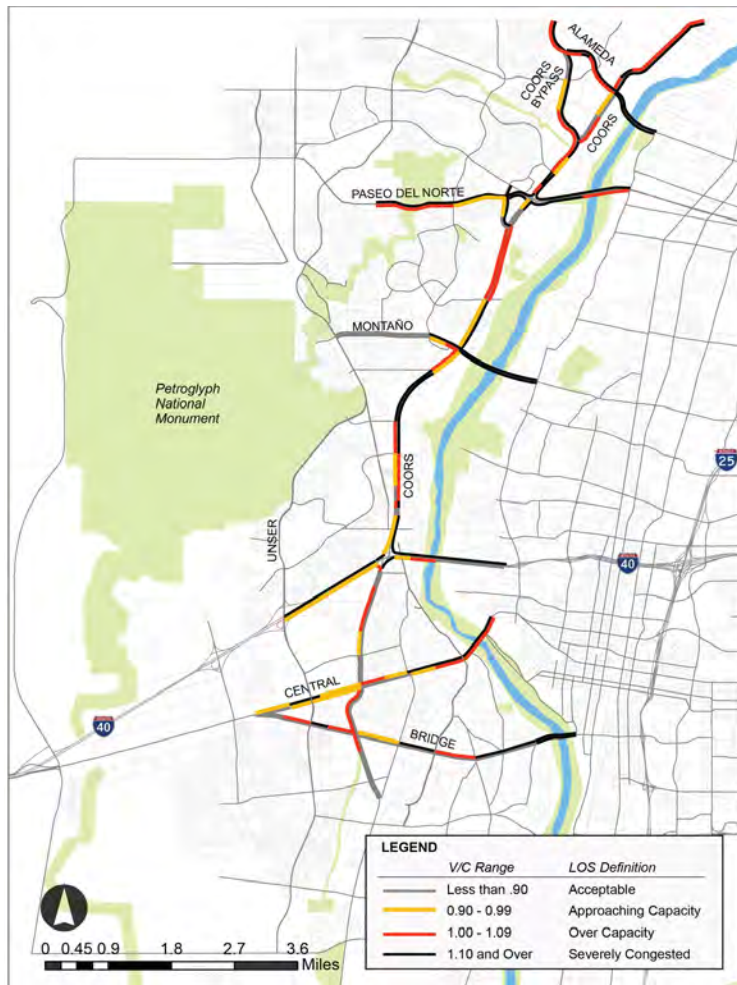 ALAMEDA
COORS
BYPASS
COORS
PASEO DEL NORTE
MONTAÑO
Petroglyph
National
Monument
25
COORS
UNSER
40
CENTRAL
40
BRIDGE
LEGEND
V/C Range LOS Definition
Less than .90 Acceptable
0.90 - 0.99 Approaching Capacity
1.00 - 1.09 Over Capacity
1.10 and Over Severely Congested
0 0.45 0.9 1.8 2.7 3.6
Miles